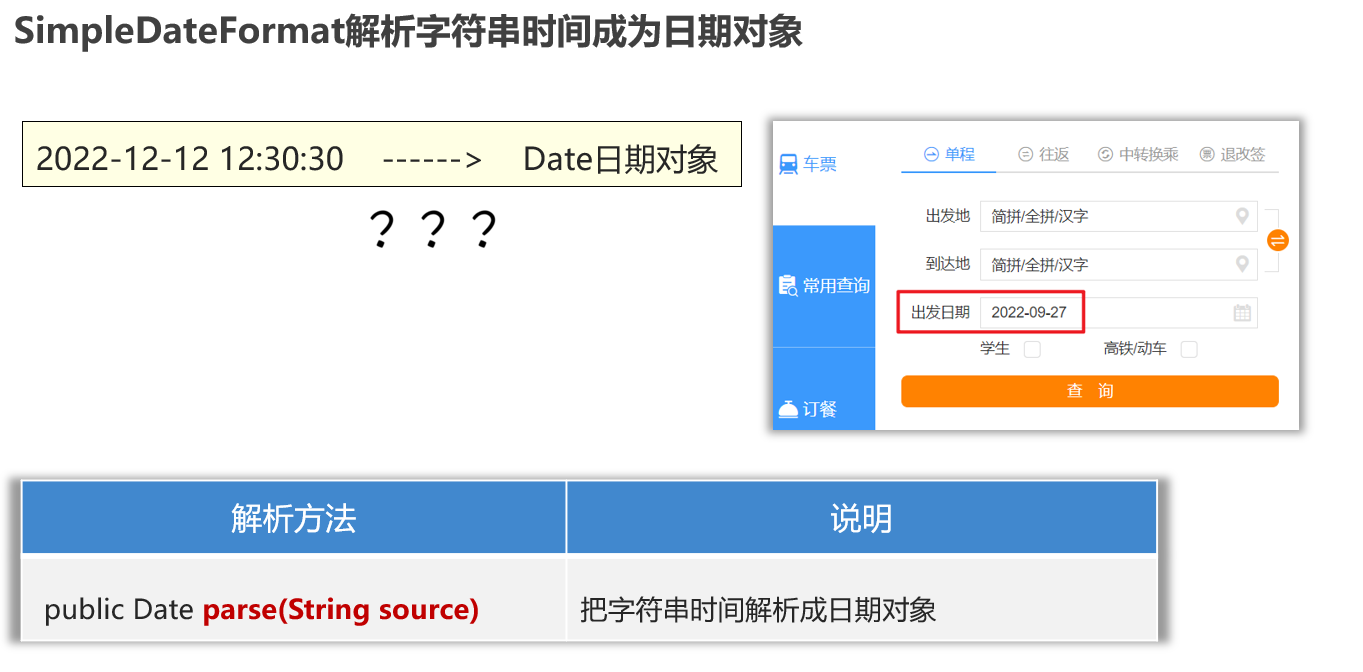 SimpleDateFormat解析字符串时间成为日期对象
2022-12-12 12:30:30 ------> Date日期对象
？？？
车票
单程 往返 中转换乘 退改签
出发地 简拼/全拼/汉字
到达地 简拼/全拼/汉字
常用查询
出发日期 2022-09-27
学生 高铁/动车
查 询
订餐
解析方法 说明
public Date parse(String source) 把字符串时间解析成日期对象